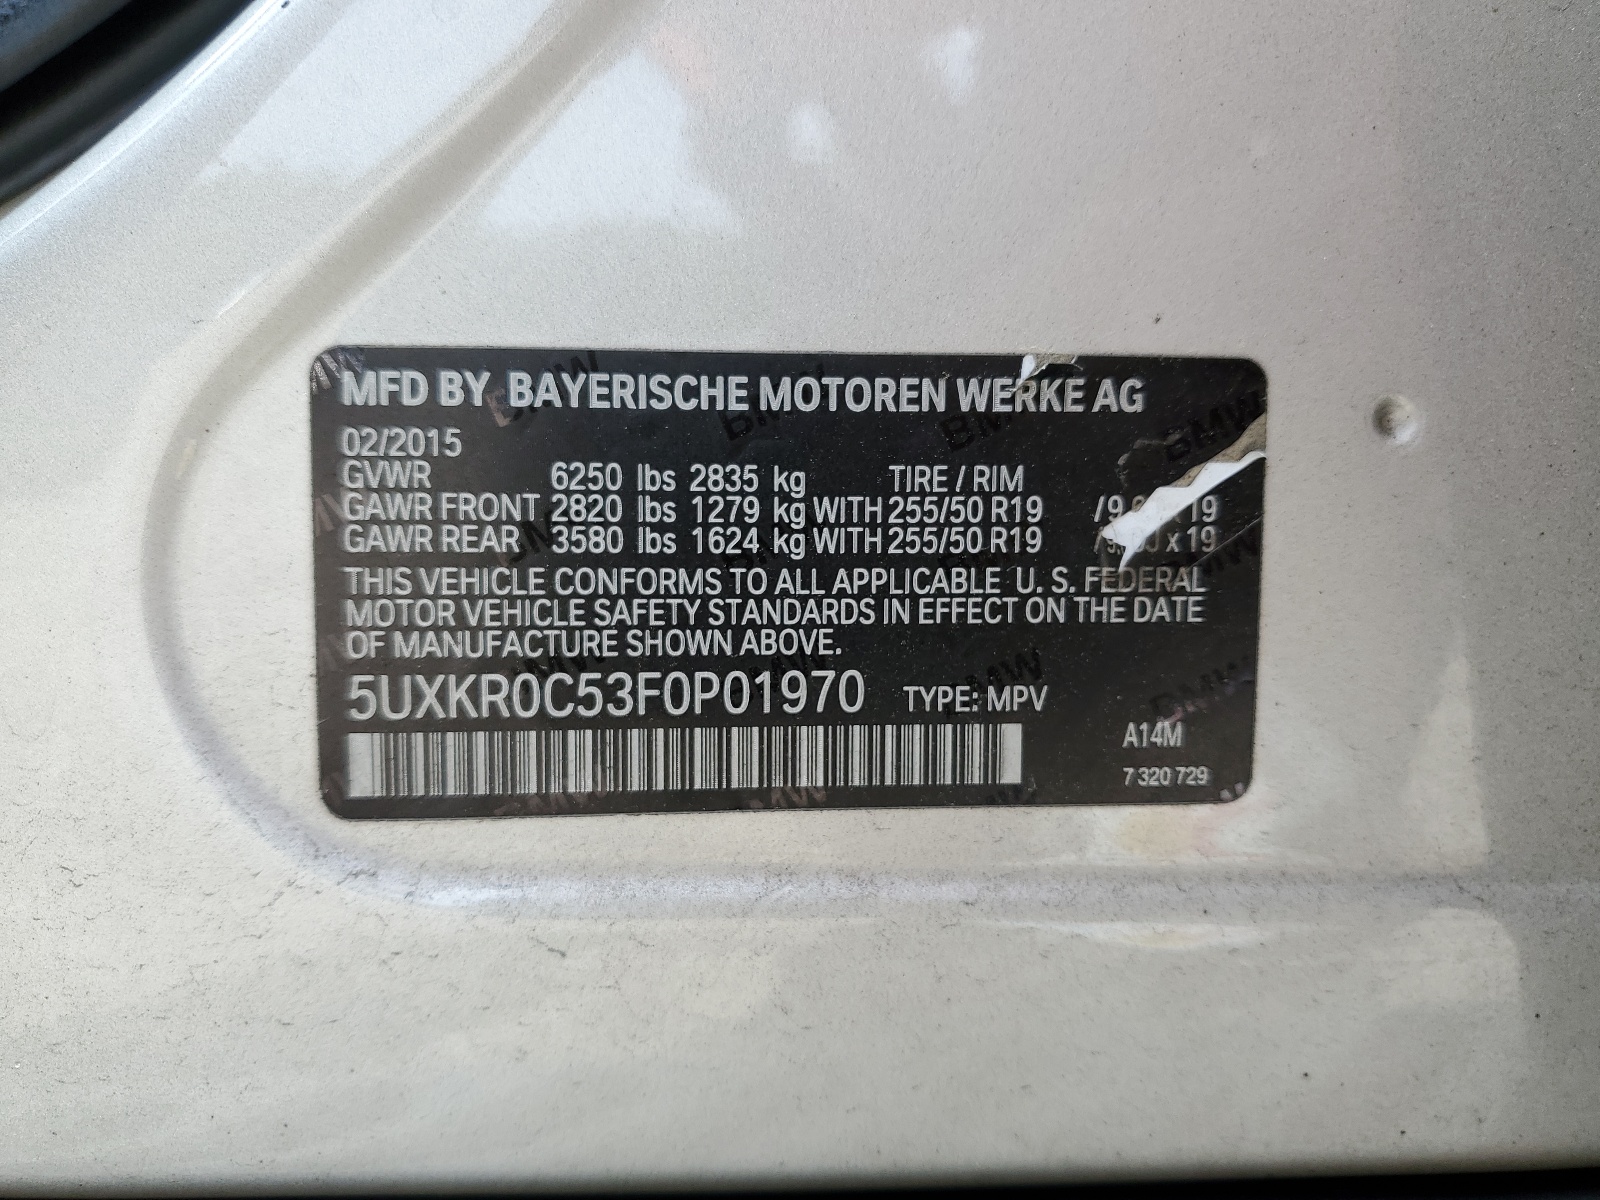 MFD BY BAYERISCHE MOTOREN WERKE AG
02/2015
GVWR 6250 lbs 2835 kg TIRE / RIM
GAWR FRONT 2820 lbs 1279 kg WITH 255/50 R19 x 19
GAWR REAR 3580 lbs 1624 kg WITH 255/50 R19 x 19
THIS VEHICLE CONFORMS TO ALL APPLICABLE U. S. FEDERAL
MOTOR VEHICLE SAFETY STANDARDS IN EFFECT ON THE DATE
OF MANUFACTURE SHOWN ABOVE.
5UXKR0C53F0P01970 TYPE: MPV
A14M
7 320 729